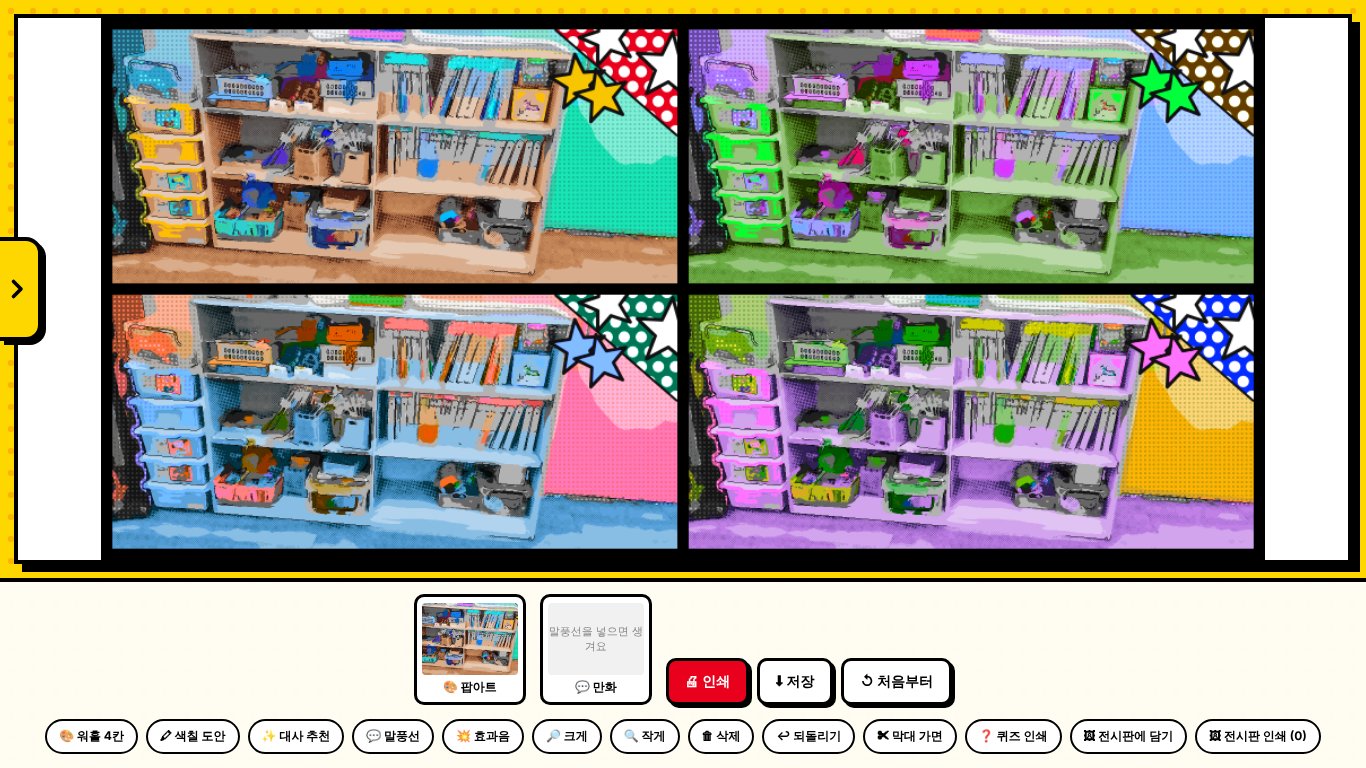 말풍선을 넣으면 생
겨요
🎨 팝아트
💬 만화
🖨 인쇄
⬇ 저장
↺ 처음부터
🎨 워홀 4칸
🖍 색칠 도안
✨ 대사 추천
💬 말풍선
💥 효과음
🔎 크게
🔍 작게
🗑 삭제
↩ 되돌리기
✀ 막대 가면
❓ 퀴즈 인쇄
🖼 전시판에 담기
🖼 전시판 인쇄 (0)